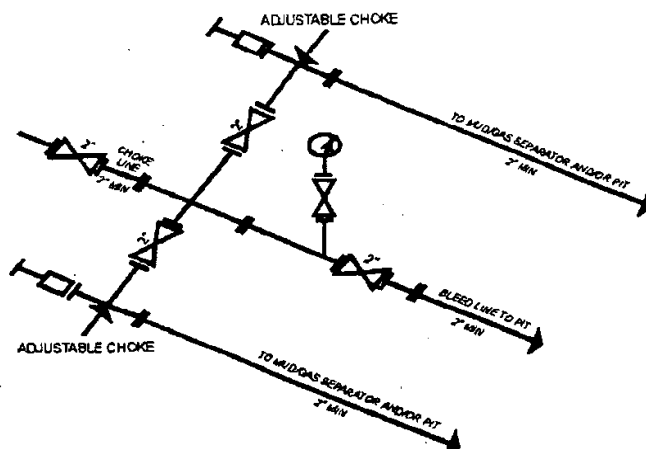 ADJUSTABLE CHOKE
TO MUD/GAS SEPARATOR AND/OR PIT
2" MIN
2"
2"
CHOKE
LINE
2" MIN
2"
2"
BLEED LINE TO PIT
2" MIN
ADJUSTABLE CHOKE
TO MUD/GAS SEPARATOR AND/OR PIT
2" MIN